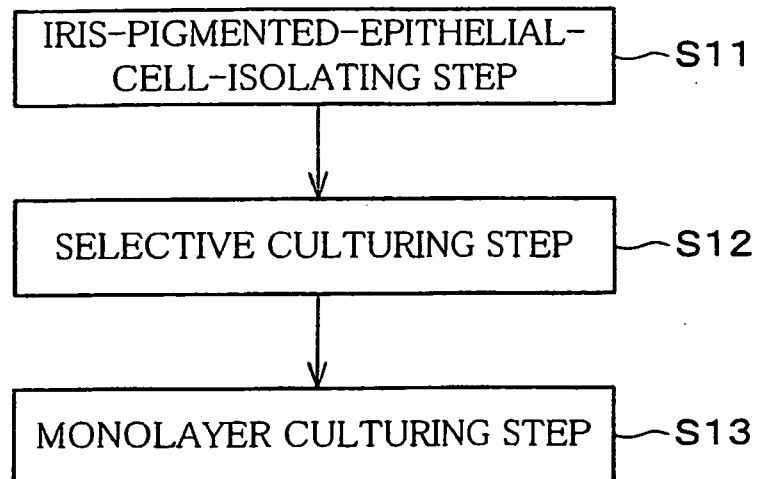 IRIS-PIGMENTED-EPITHELIAL-
CELL-ISOLATING STEP
S11
SELECTIVE CULTURING STEP
S12
MONOLAYER CULTURING STEP
S13